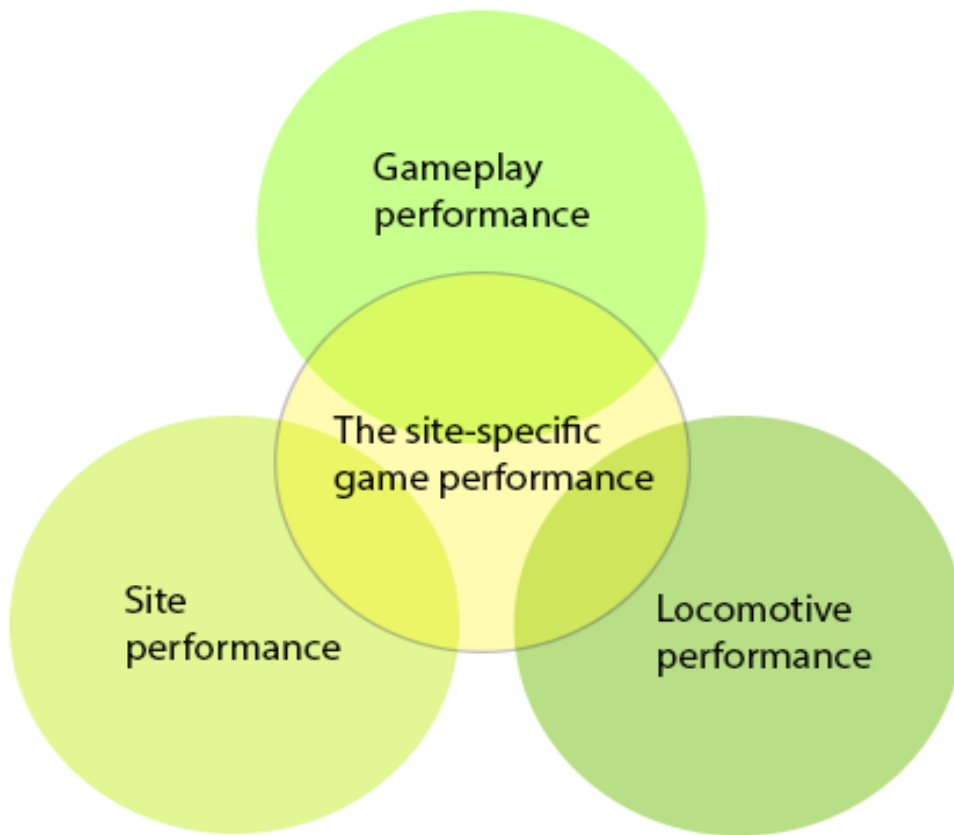 Gameplay
performance
The site-specific
game performance
Site
performance
Locomotive
performance